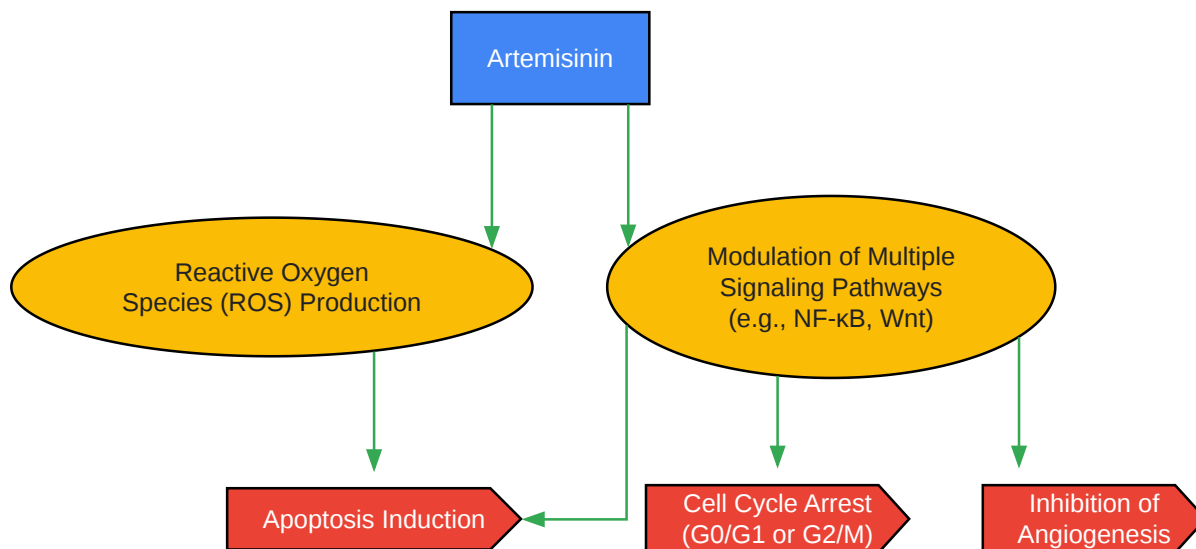 Artemisinin
Reactive Oxygen
Species (ROS) Production
Modulation of Multiple
Signaling Pathways
(e.g., NF-κB, Wnt)
Apoptosis Induction
Cell Cycle Arrest
(G0/G1 or G2/M)
Inhibition of
Angiogenesis